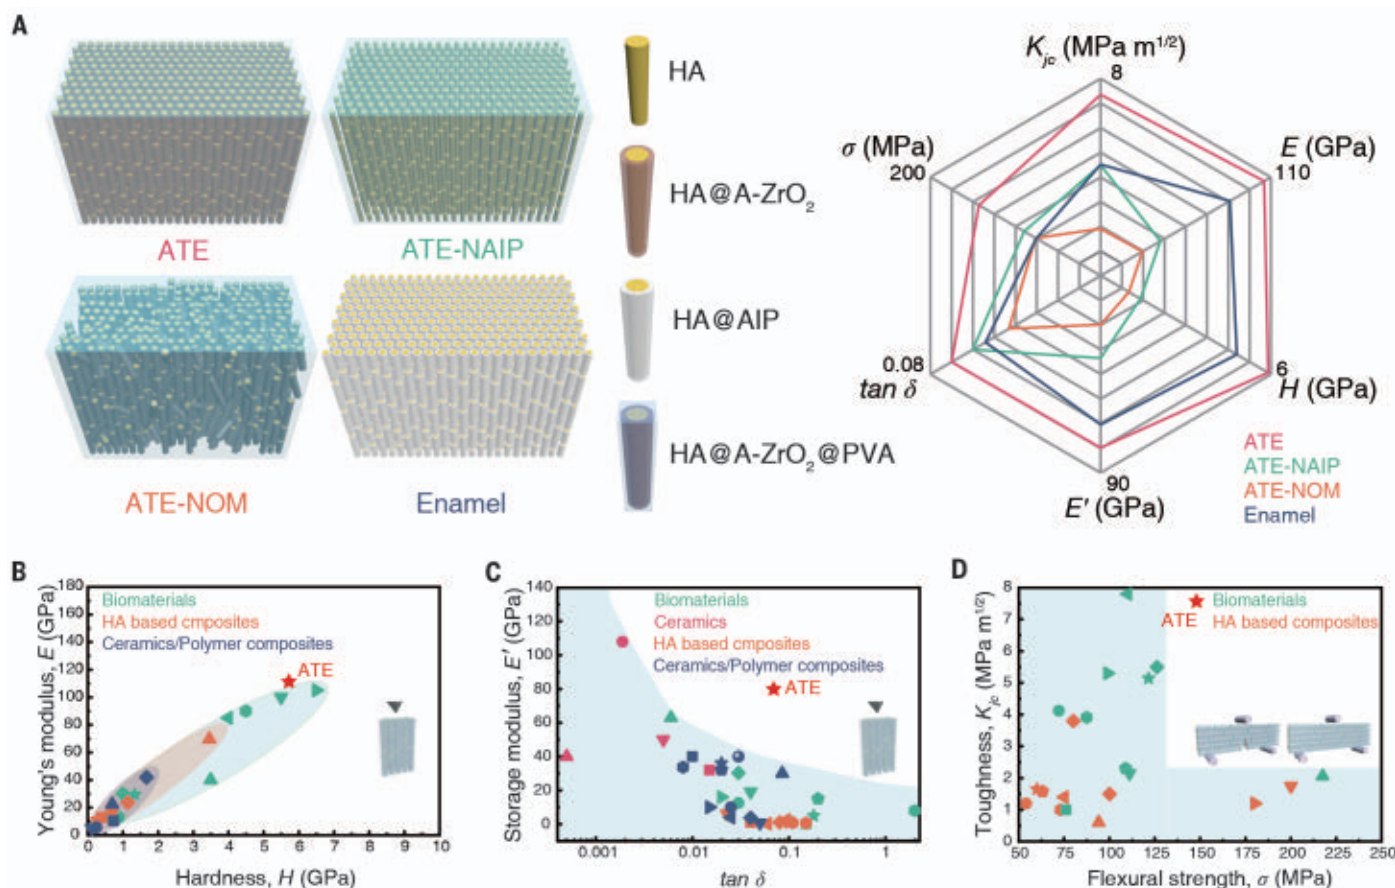 A
ATE
ATE-NAIP
ATE-NOM
Enamel
HA
HA@A-ZrO2
HA@AIP
HA@A-ZrO2@PVA
Kjc (MPa m1/2)
8
E (GPa)
110
H (GPa)
6
E′ (GPa)
90
tan δ
0.08
σ (MPa)
200
ATE
ATE-NAIP
ATE-NOM
Enamel
B
Young's modulus, E (GPa)
180
160
140
120
100
80
60
40
20
0
Biomaterials
HA based cmposites
Ceramics/Polymer composites
ATE
0 1 2 3 4 5 6 7 8 9 10
Hardness, H (GPa)
C
Storage modulus, E′ (GPa)
140
120
100
80
60
40
20
0
Biomaterials
Ceramics
HA based cmposites
Ceramics/Polymer composites
ATE
0.001 0.01 0.1 1
tan δ
D
Toughness, Kjc (MPa m1/2)
8
7
6
5
4
3
2
1
0
ATE
Biomaterials
HA based composites
50 75 100 125 150 175 200 225 250
Flexural strength, σ (MPa)